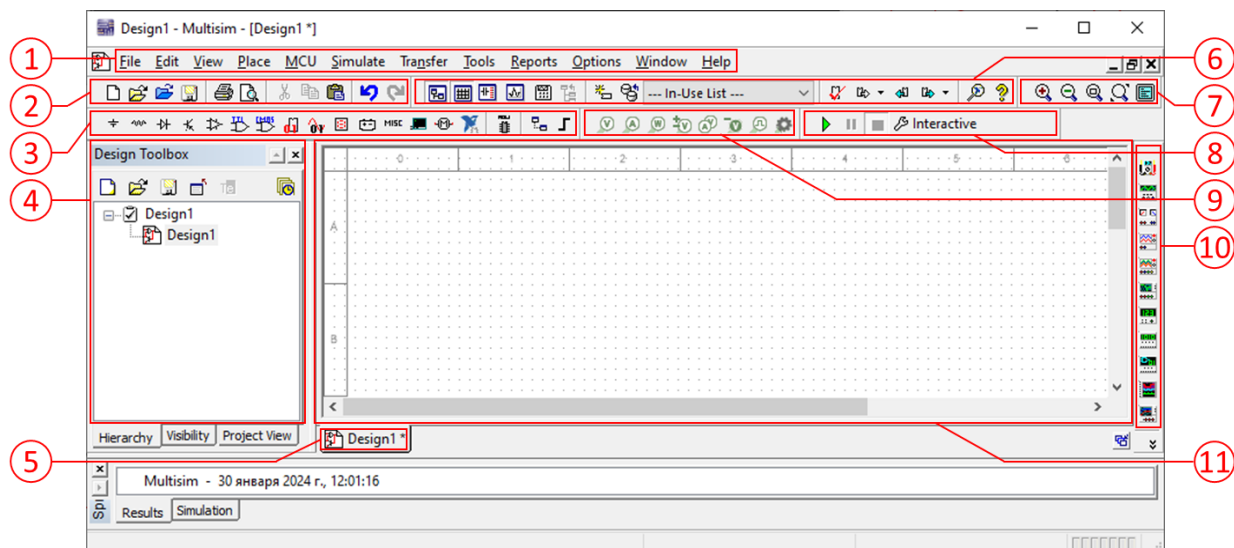 Design1 - Multisim - [Design1 *]
1
File Edit View Place MCU Simulate Transfer Tools Reports Options Window Help
6
2
--- In-Use List ---
7
3
MISC
Interactive
8
Design Toolbox
0 1 2 3 4 5 6
4
Design1
Design1
A
9
10
B
Hierarchy Visibility Project View
5
Design1 *
11
Multisim - 30 января 2024 г., 12:01:16
Results Simulation